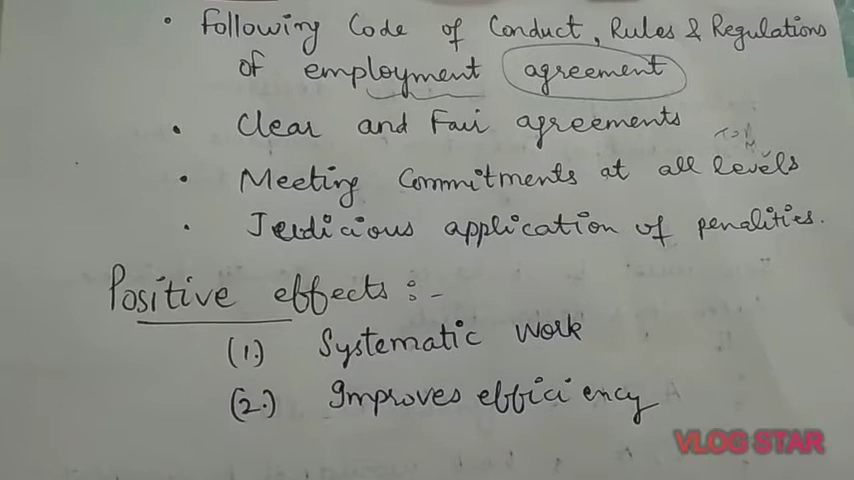 • Following Code of Conduct, Rules & Regulations
of employment agreement
• Clear and Fair agreements
• Meeting Commitments at all levels
• Judicious application of penalities.
Positive effects :-
(1.) Systematic work
(2.) Improves efficiency
VLOG STAR